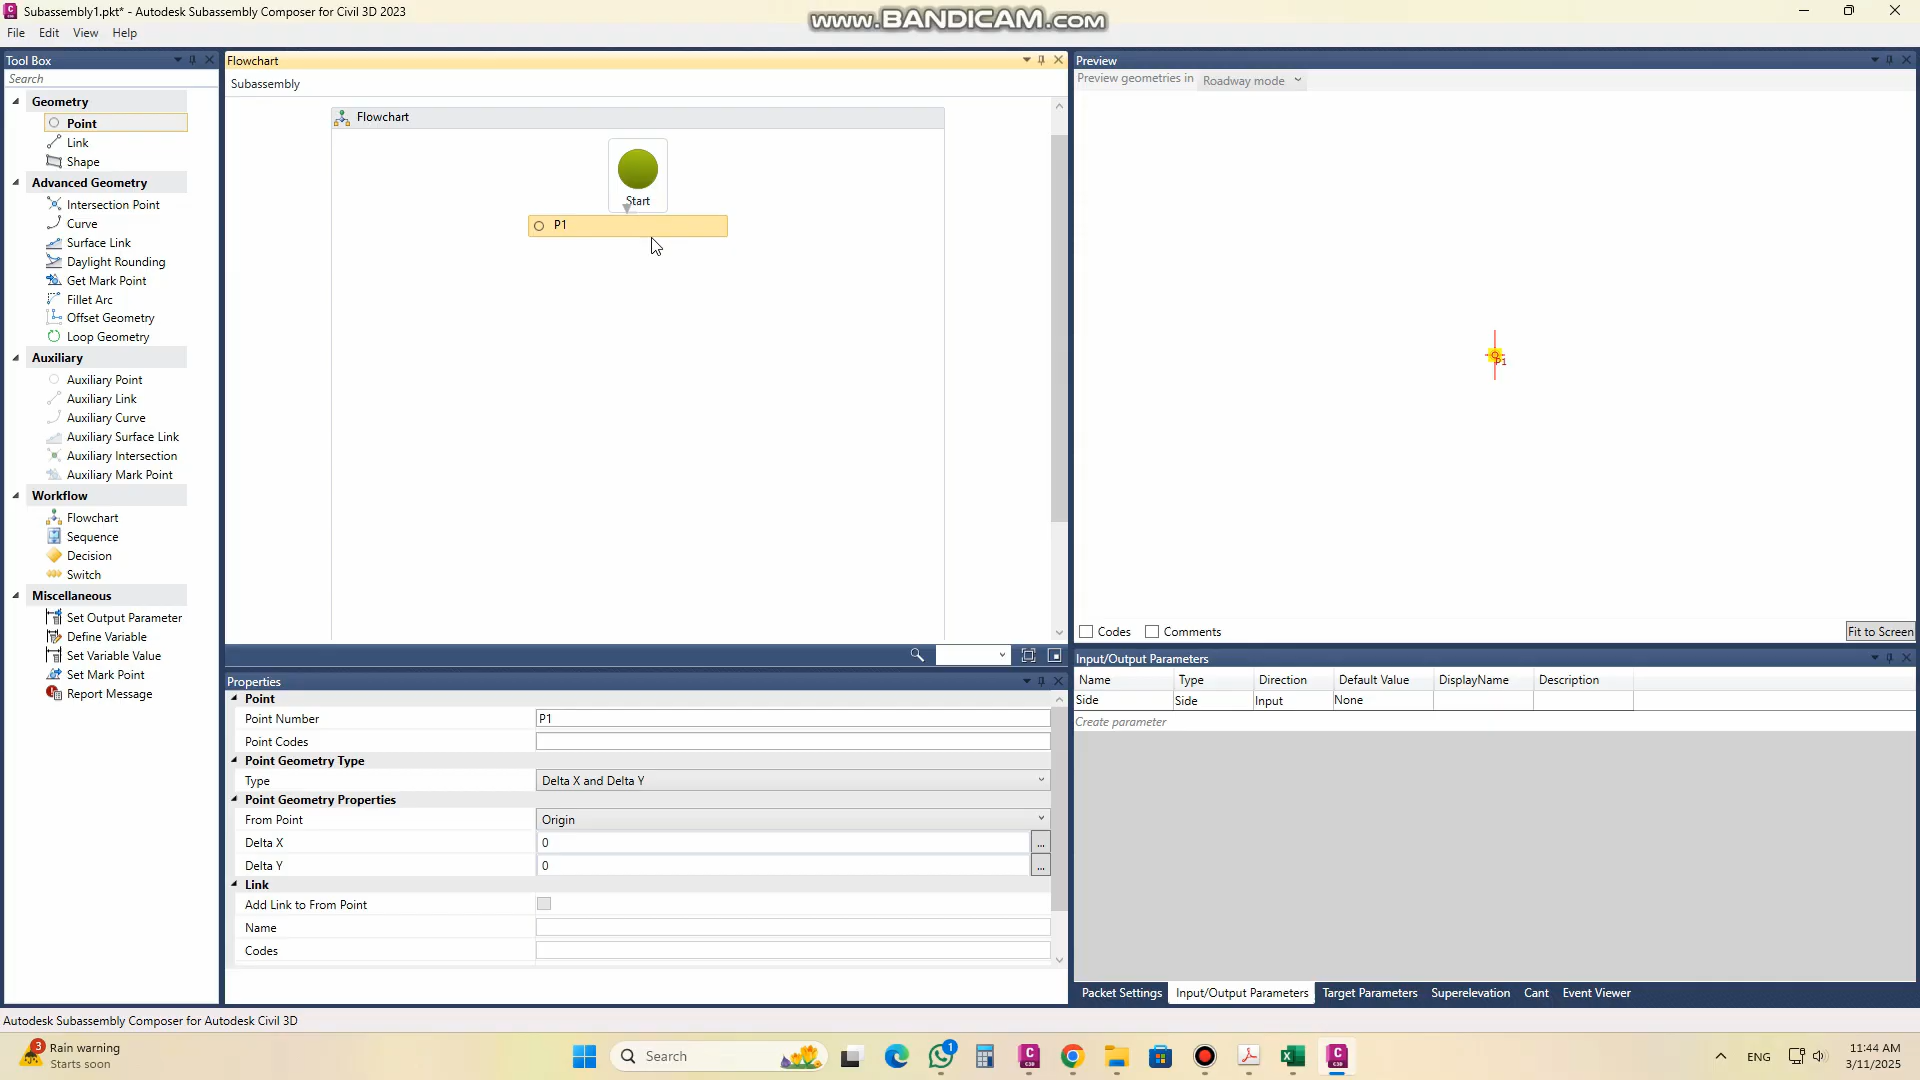 Subassembly1.pkt* - Autodesk Subassembly Composer for Civil 3D 2023
www.BANDICAM.com
File Edit View Help
Tool Box
Search
Geometry
Point
Link
Shape
Advanced Geometry
Intersection Point
Curve
Surface Link
Daylight Rounding
Get Mark Point
Fillet Arc
Offset Geometry
Loop Geometry
Auxiliary
Auxiliary Point
Auxiliary Link
Auxiliary Curve
Auxiliary Surface Link
Auxiliary Intersection
Auxiliary Mark Point
Workflow
Flowchart
Sequence
Decision
Switch
Miscellaneous
Set Output Parameter
Define Variable
Set Variable Value
Set Mark Point
Report Message
Flowchart
Subassembly
Flowchart
Start
P1
Properties
Point
Point Number P1
Point Codes
Point Geometry Type
Type Delta X and Delta Y
Point Geometry Properties
From Point Origin
Delta X 0 ...
Delta Y 0 ...
Link
Add Link to From Point
Name
Codes
Preview
Preview geometries in Roadway mode
P1
Codes Comments Fit to Screen
Input/Output Parameters
Name Type Direction Default Value DisplayName Description
Side Side Input None
Create parameter
Packet Settings Input/Output Parameters Target Parameters Superelevation Cant Event Viewer
Autodesk Subassembly Composer for Autodesk Civil 3D
3 Rain warning
Starts soon
Search
1
ENG
11:44 AM
3/11/2025